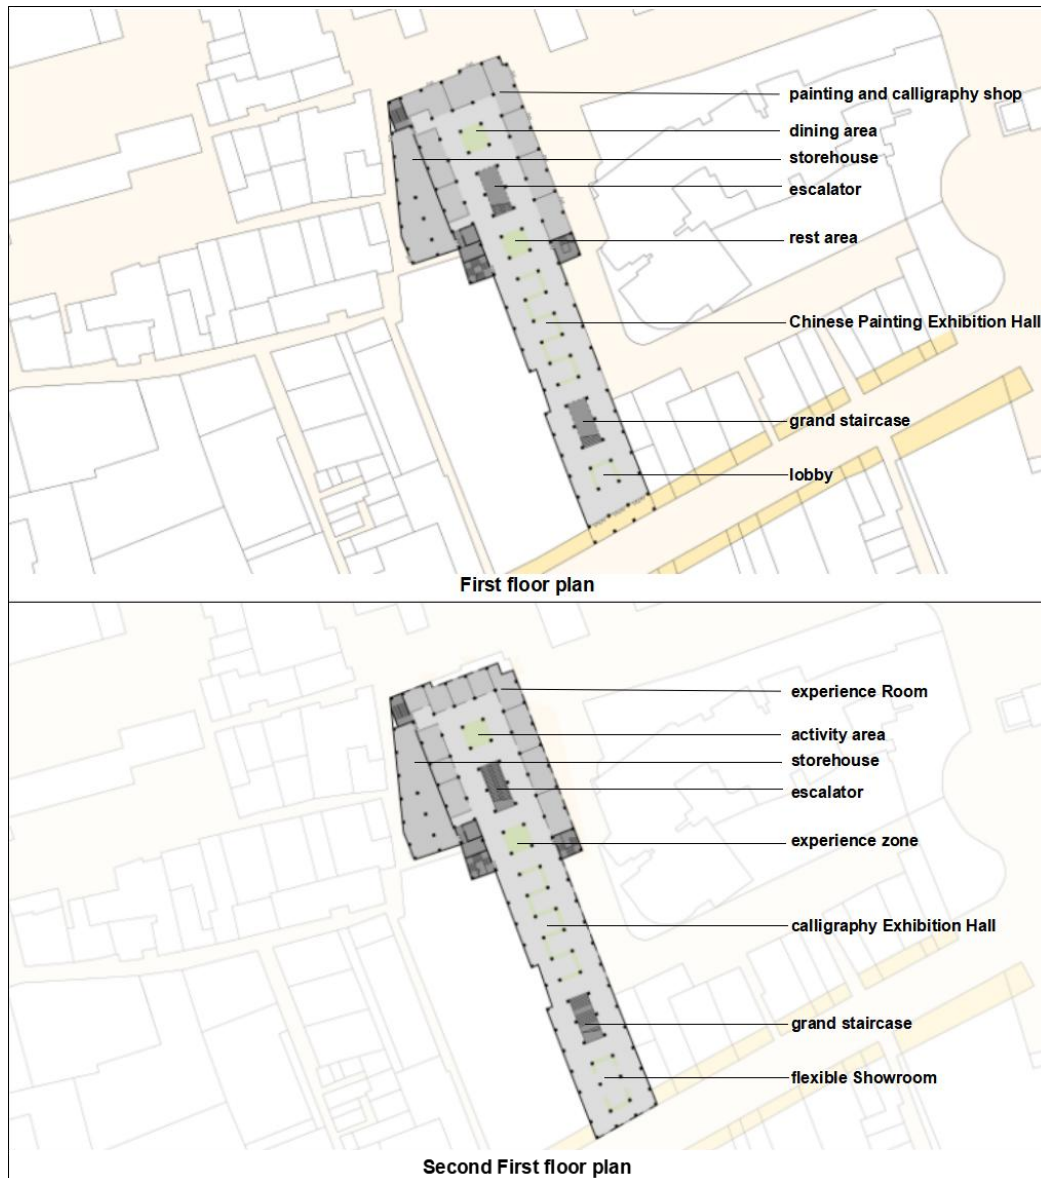 painting and calligraphy shop
dining area
storehouse
escalator
rest area
Chinese Painting Exhibition Hall
grand staircase
lobby
First floor plan
experience Room
activity area
storehouse
escalator
experience zone
calligraphy Exhibition Hall
grand staircase
flexible Showroom
Second First floor plan